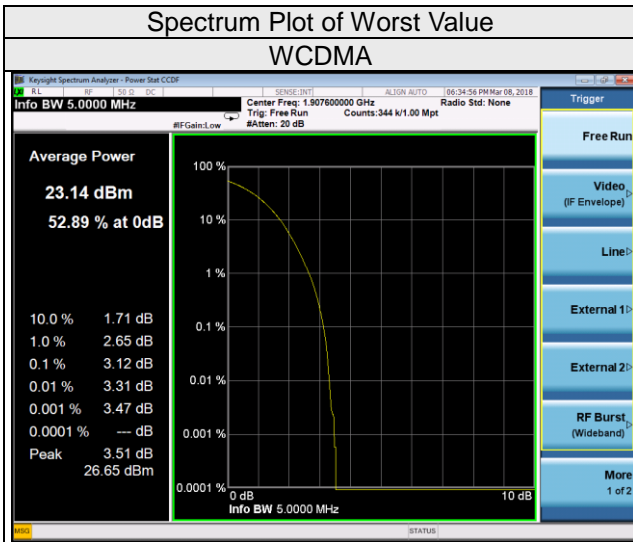 Spectrum Plot of Worst Value
WCDMA
Keysight Spectrum Analyzer - Power Stat CCDF
RL RF 50 Ω DC SENSE:INT ALIGN AUTO 06:34:56 PM Mar 08, 2018
Info BW 5.0000 MHz
Center Freq: 1.907600000 GHz Radio Std: None
Trig: Free Run Counts:344 k/1.00 Mpt
#IFGain:Low #Atten: 20 dB
Trigger
Free Run
Video
(IF Envelope)
Line
External 1
External 2
RF Burst
(Wideband)
More
1 of 2
Average Power
23.14 dBm
52.89 % at 0dB
10.0 % 1.71 dB
1.0 % 2.65 dB
0.1 % 3.12 dB
0.01 % 3.31 dB
0.001 % 3.47 dB
0.0001 % --- dB
Peak 3.51 dB
26.65 dBm
100 %
10 %
1 %
0.1 %
0.01 %
0.001 %
0.0001 %
0 dB 10 dB
Info BW 5.0000 MHz
MSG STATUS